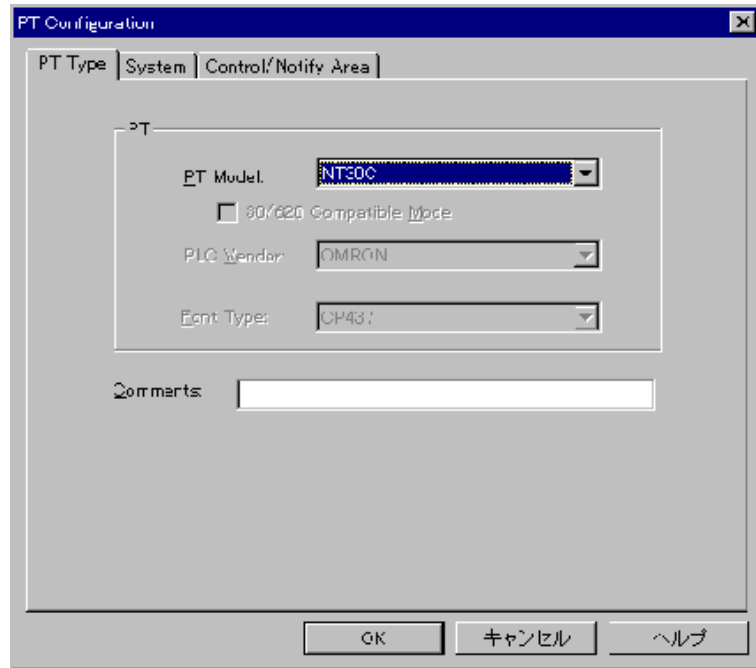 PT Configuration
PT Type System Control/Notify Area
PT
PT Model: NT30C
30/620 Compatible Mode
PLC Vendor: OMRON
Font Type: CP437
Comments:
OK キャンセル ヘルプ